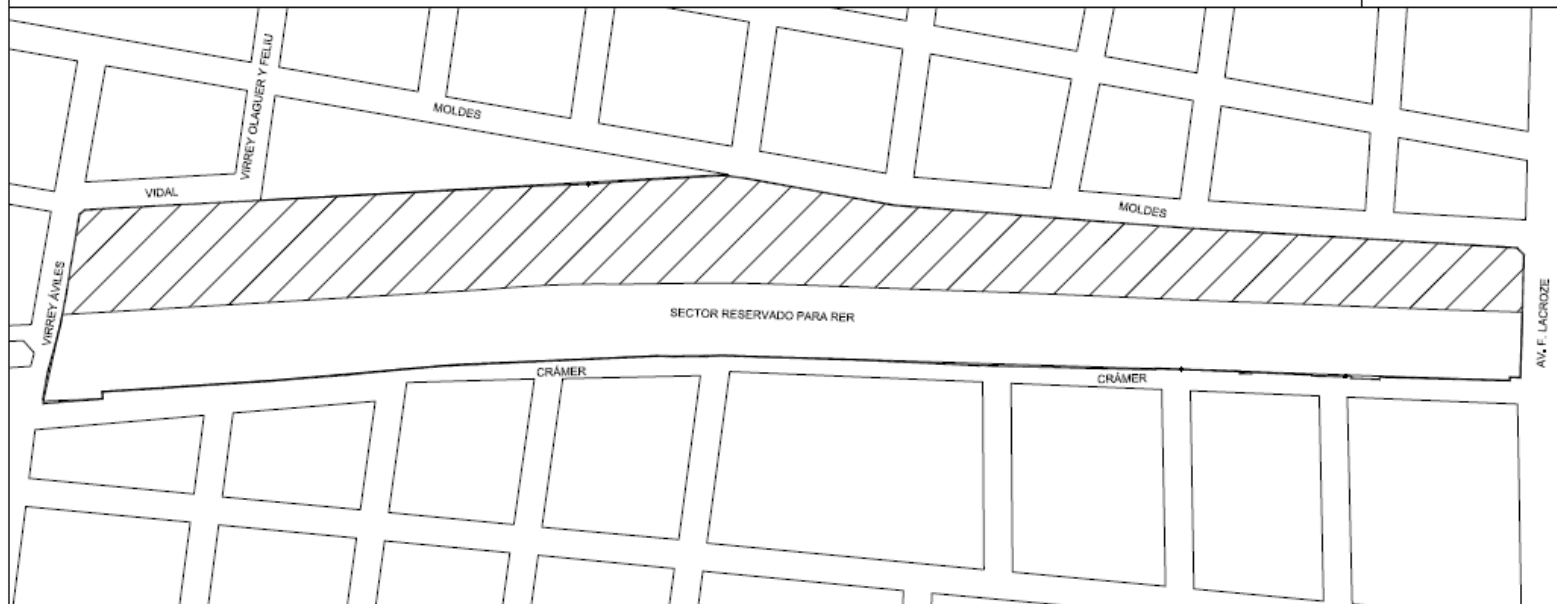 VIRREY OLAGUER Y FELIU
MOLDES
VIDAL
MOLDES
VIRREY ÁVILES
SECTOR RESERVADO PARA RER
AV. F. LACROZE
CRÁMER
CRÁMER